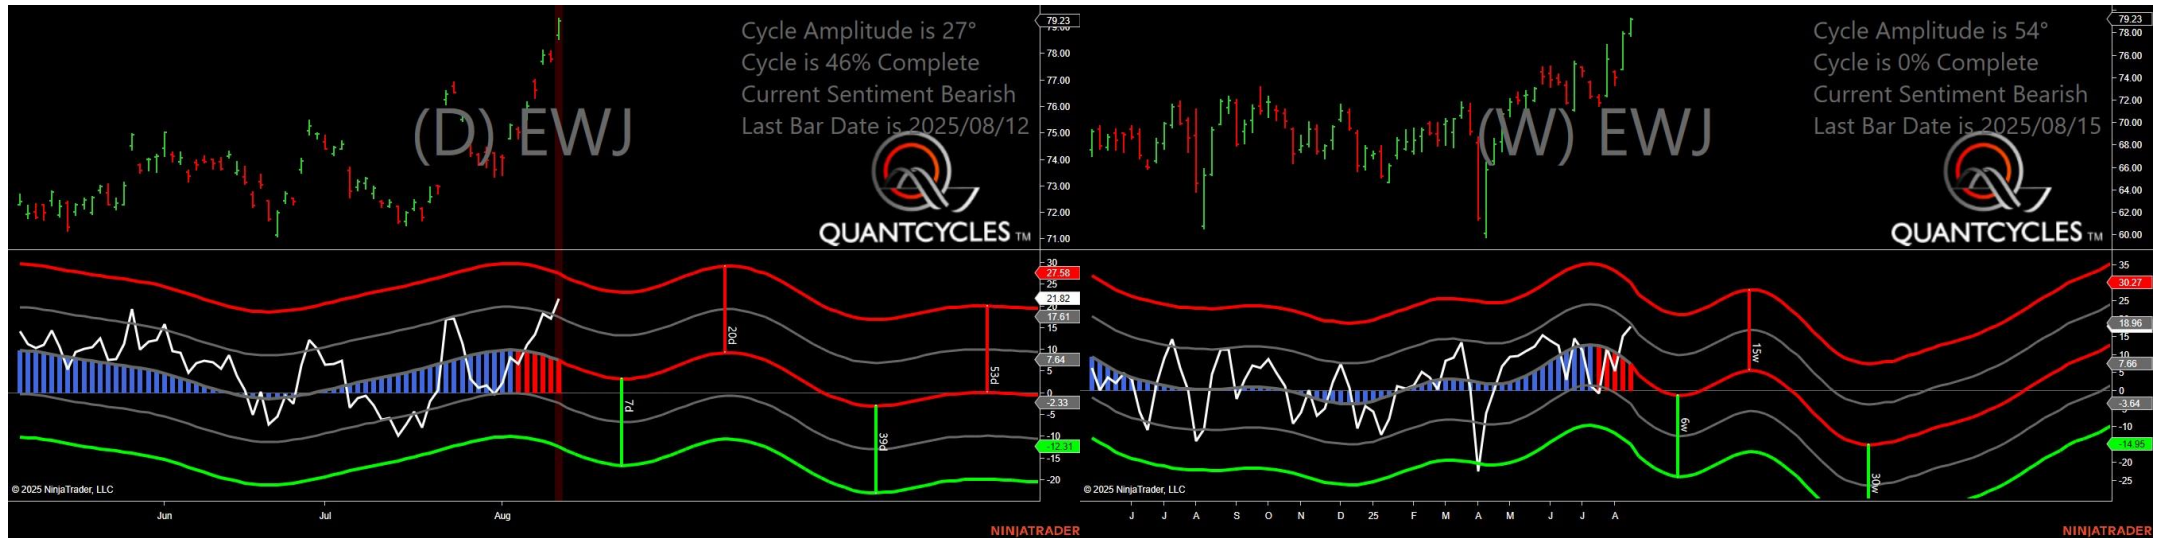 Cycle Amplitude is 27°
Cycle is 46% Complete
Current Sentiment Bearish
Last Bar Date is 2025/08/12
(D) EWJ
QUANTCYCLES TM
79.23
79.00
78.00
77.00
76.00
75.00
74.00
73.00
72.00
71.00
30
27.58
25
21.82
20
17.61
15
10
7.64
5
0
-2.33
-5
-10
-12.31
-15
-20
7d
20d
39d
53d
© 2025 NinjaTrader, LLC
Jun
Jul
Aug
NINJATRADER
Cycle Amplitude is 54°
Cycle is 0% Complete
Current Sentiment Bearish
Last Bar Date is 2025/08/15
(W) EWJ
QUANTCYCLES TM
79.23
78.00
76.00
74.00
72.00
70.00
68.00
66.00
64.00
62.00
60.00
35
30.27
25
18.96
15
10
7.66
5
0
-3.64
-10
-14.95
-20
-25
6w
15w
30w
© 2025 NinjaTrader, LLC
J
J
A
S
O
N
D
25
F
M
A
M
J
J
A
NINJATRADER